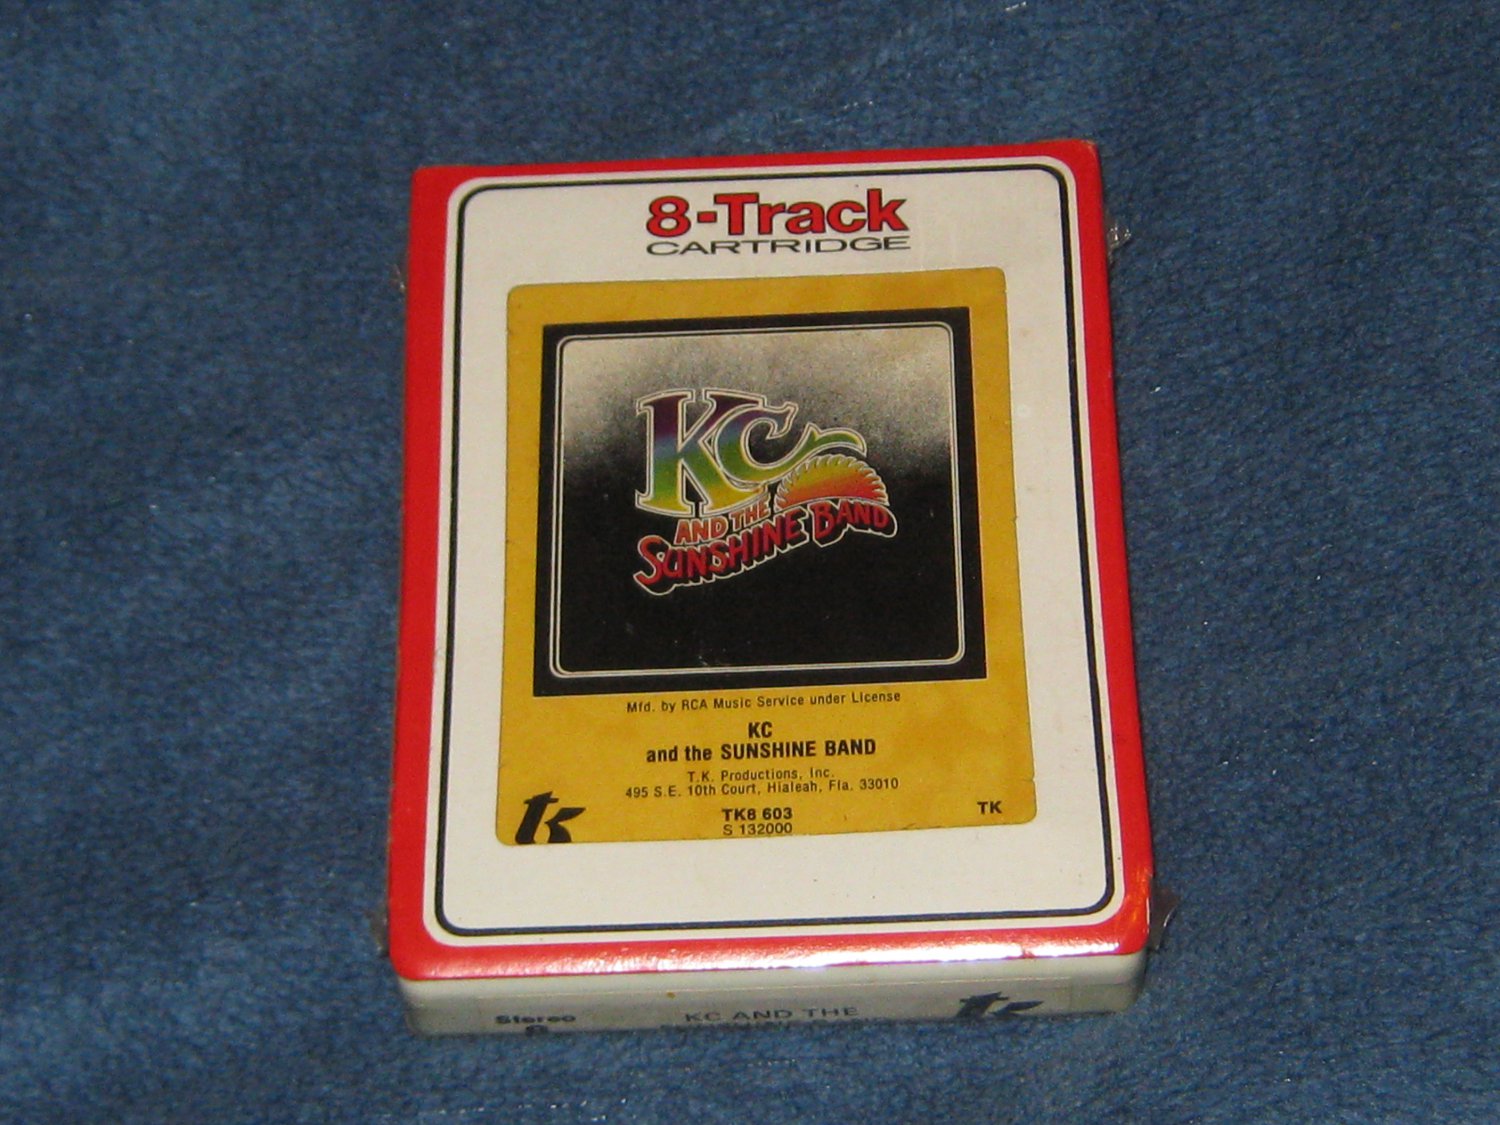 8-Track
CARTRIDGE
KC
AND THE
SUNSHINE BAND
Mfd. by RCA Music Service under License
KC
and the SUNSHINE BAND
T.K. Productions, Inc.
495 S.E. 10th Court, Hialeah, Fla. 33010
tk
TK8 603
TK
S 132000
Stereo
8
KC AND THE
tk